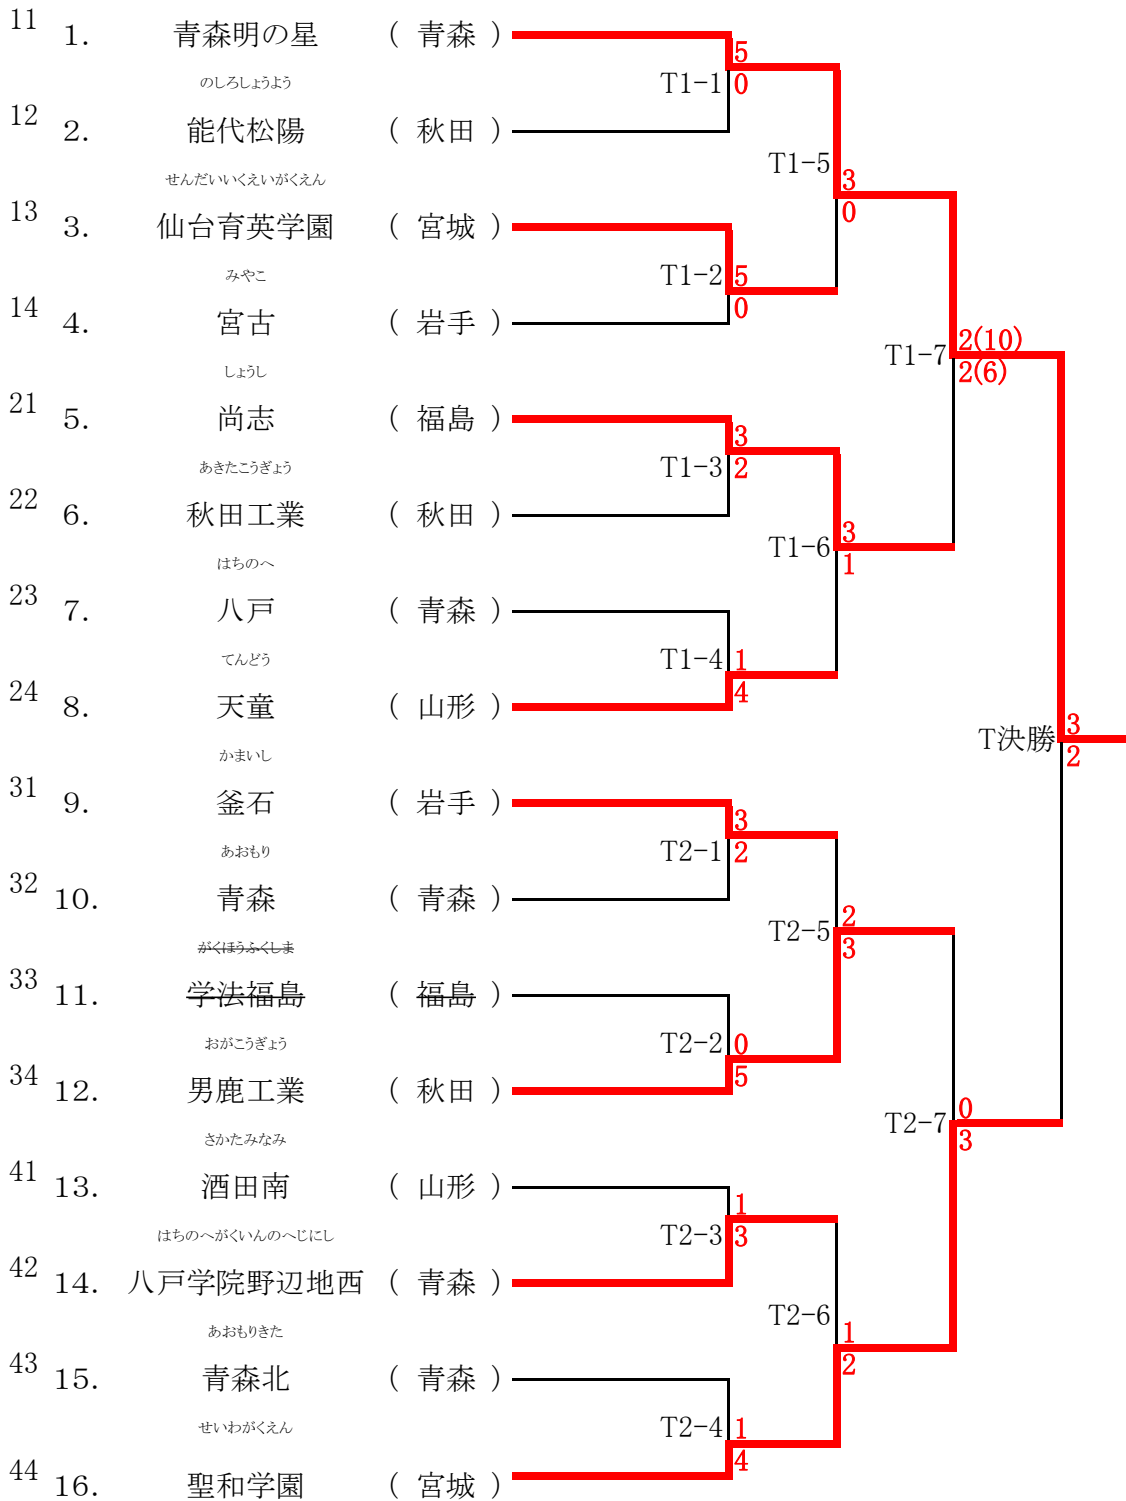 11 1. 青森明の星 ( 青森 )
5
T1-1 0
のしろしょうよう
12 2. 能代松陽 ( 秋田 )
T1-5
せんだいいくえいがくえん
3
13 3. 仙台育英学園 ( 宮城 )
0
みやこ
T1-2 5
14 4. 宮古 ( 岩手 )
0
2(10)
T1-7
しょうし
2(6)
21 5. 尚志 ( 福島 )
3
あきたこうぎょう
T1-3 2
22 6. 秋田工業 ( 秋田 )
3
T1-6
はちのへ
1
23 7. 八戸 ( 青森 )
てんどう
T1-4 1
24 8. 天童 ( 山形 )
4
3
T決勝
かまいし
2
31 9. 釜石 ( 岩手 )
3
あおもり
T2-1 2
32 10. 青森 ( 青森 )
2
T2-5
がくほうふくしま
3
33 11. 学法福島 ( 福島 )
おがこうぎょう
T2-2 0
34 12. 男鹿工業 ( 秋田 )
5
0
T2-7
さかたみなみ
3
41 13. 酒田南 ( 山形 )
1
はちのへがくいんのへじにし
T2-3 3
42 14. 八戸学院野辺地西 ( 青森 )
T2-6
あおもりきた
1
43 15. 青森北 ( 青森 )
2
せいわがくえん
T2-4 1
44 16. 聖和学園 ( 宮城 )
4